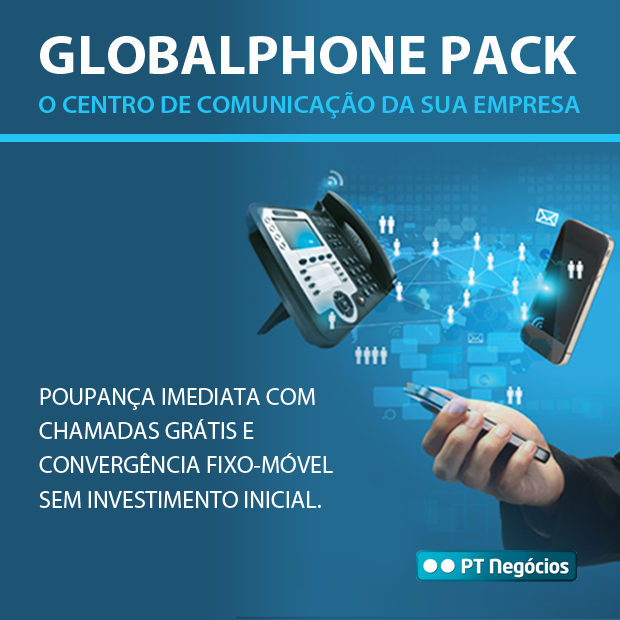 GLOBALPHONE PACK
O CENTRO DE COMUNICAÇÃO DA SUA EMPRESA
POUPANÇA IMEDIATA COM
CHAMADAS GRÁTIS E
CONVERGÊNCIA FIXO-MÓVEL
SEM INVESTIMENTO INICIAL.
PT Negócios